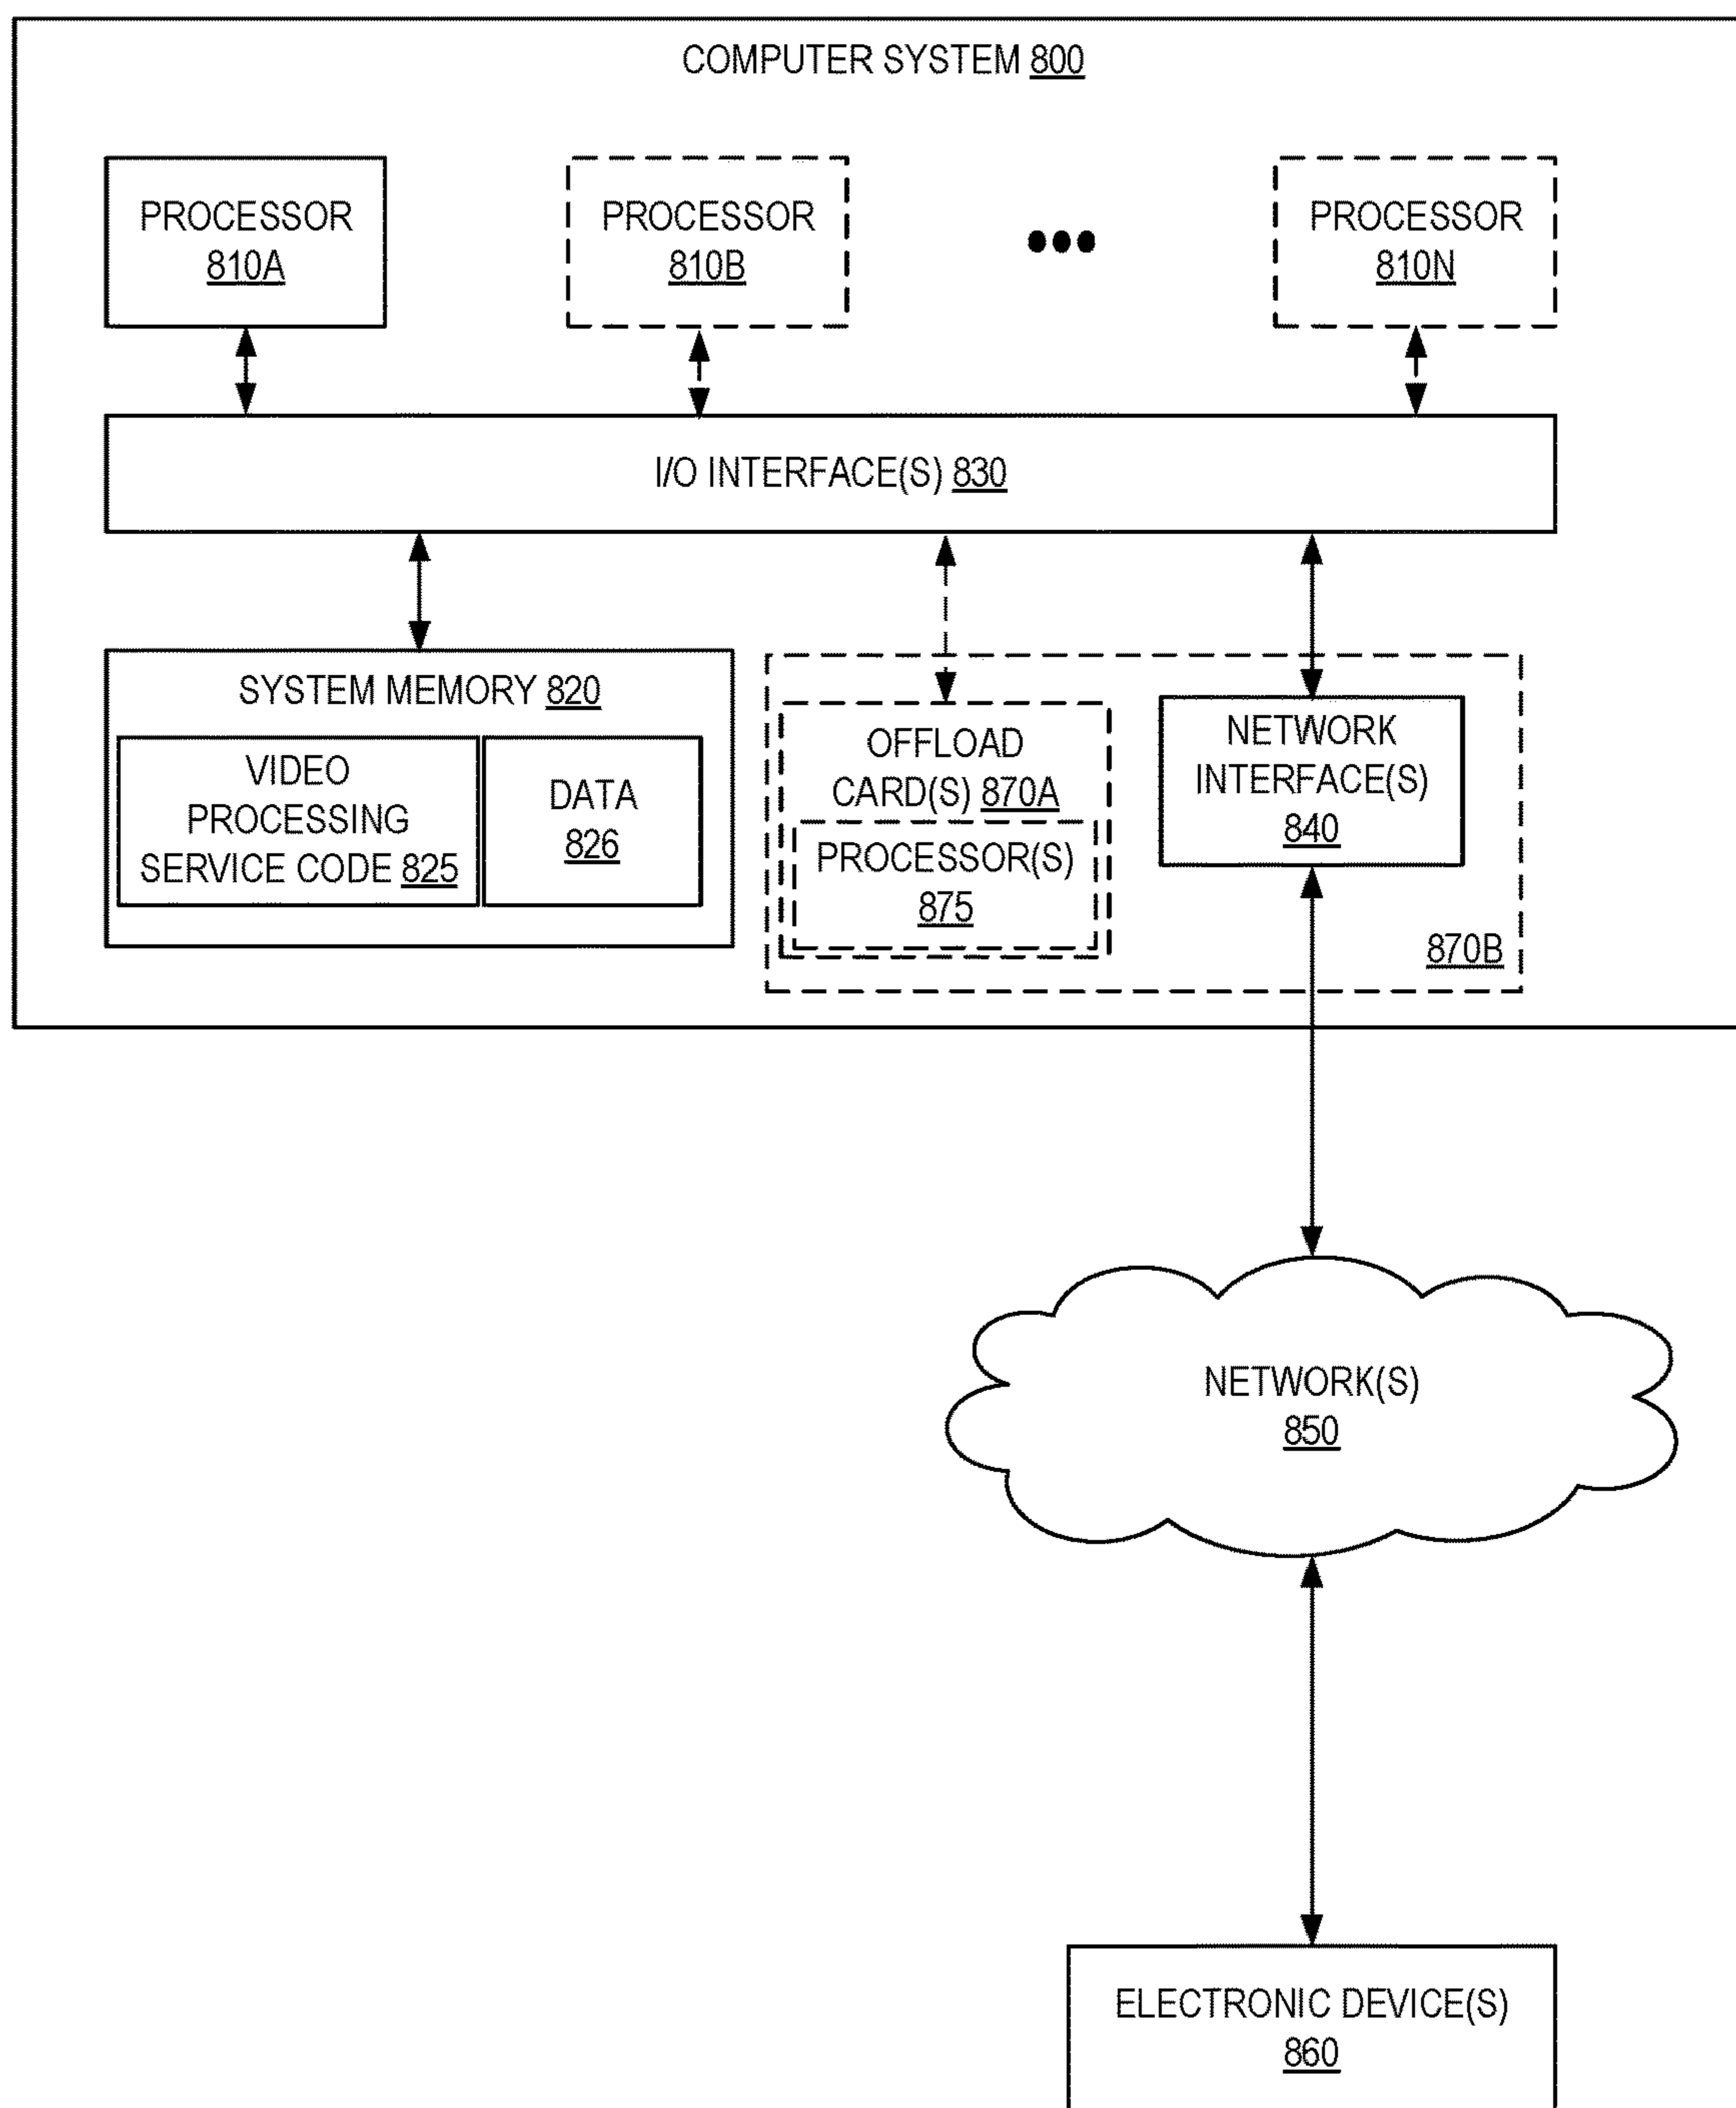 COMPUTER SYSTEM 800
PROCESSOR
810A
PROCESSOR
810B
PROCESSOR
810N
I/O INTERFACE(S) 830
SYSTEM MEMORY 820
VIDEO
PROCESSING
SERVICE CODE 825
DATA
826
OFFLOAD
CARD(S) 870A
PROCESSOR(S)
875
NETWORK
INTERFACE(S)
840
870B
NETWORK(S)
850
ELECTRONIC DEVICE(S)
860